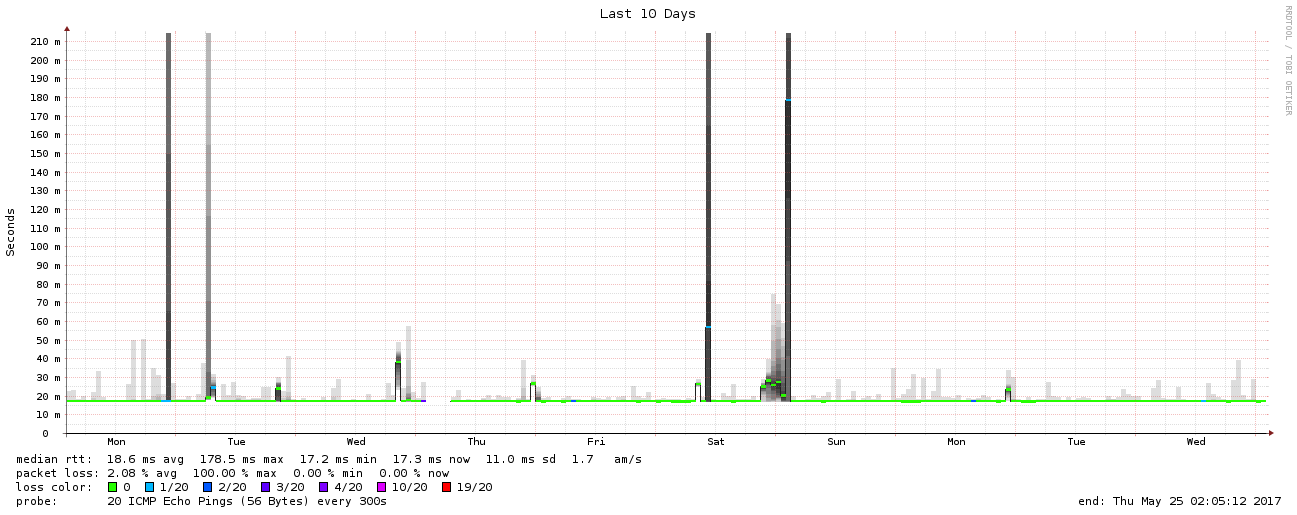 Last 10 Days
RRDTOOL / TOBI OETIKER
Seconds
210 m
200 m
190 m
180 m
170 m
160 m
150 m
140 m
130 m
120 m
110 m
100 m
90 m
80 m
70 m
60 m
50 m
40 m
30 m
20 m
10 m
0
Mon Tue Wed Thu Fri Sat Sun Mon Tue Wed
median rtt: 18.6 ms avg 178.5 ms max 17.2 ms min 17.3 ms now 11.0 ms sd 1.7 am/s
packet loss: 2.08 % avg 100.00 % max 0.00 % min 0.00 % now
loss color: 0 1/20 2/20 3/20 4/20 10/20 19/20
probe: 20 ICMP Echo Pings (56 Bytes) every 300s end: Thu May 25 02:05:12 2017